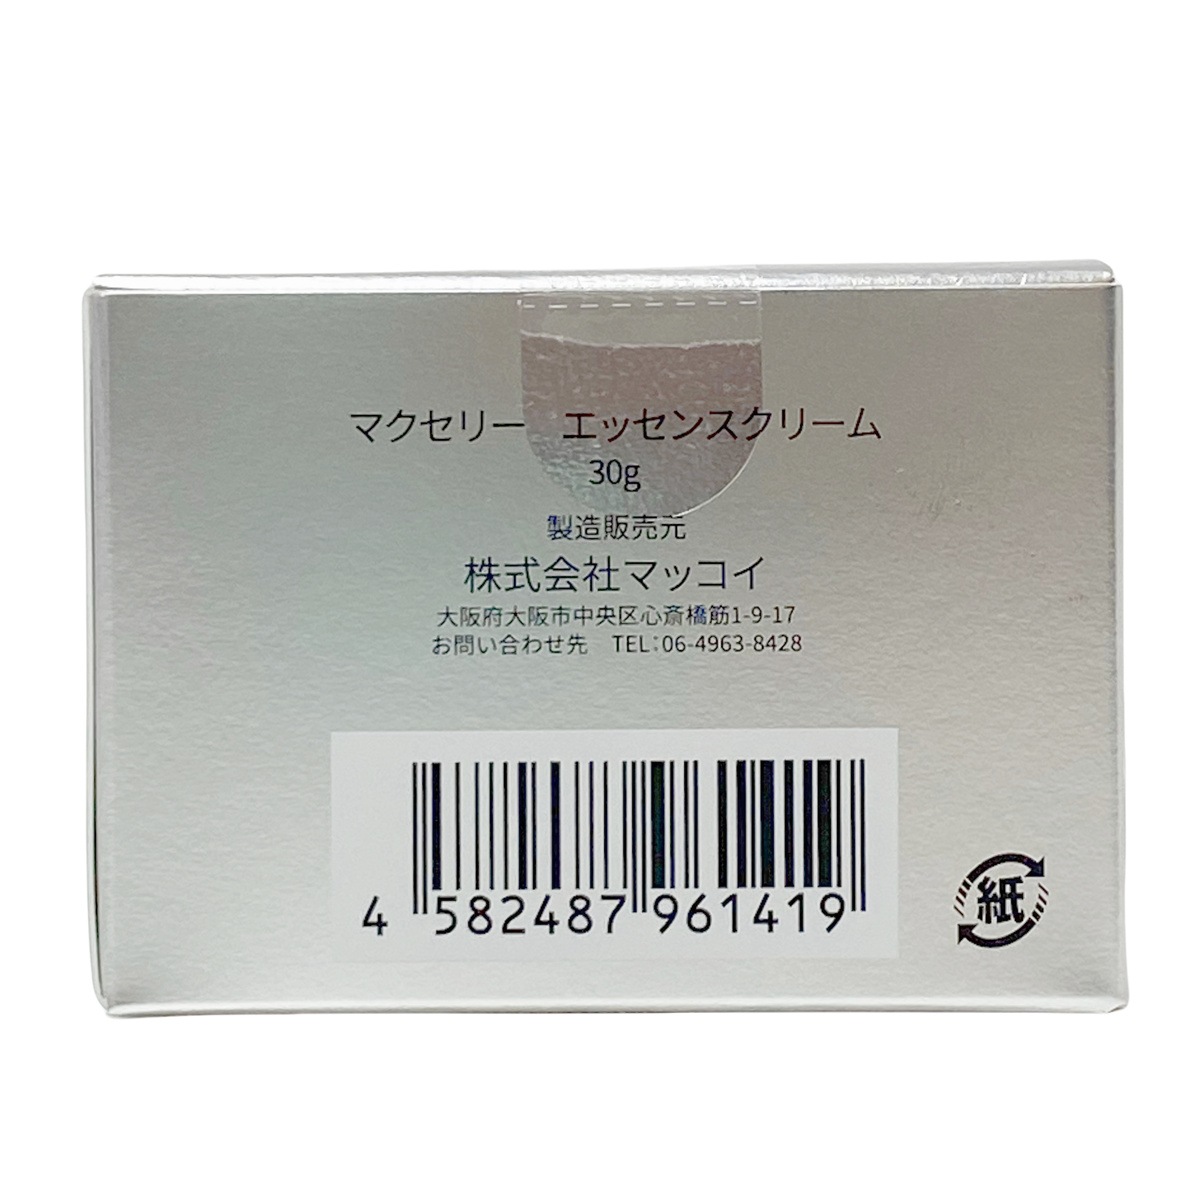 マクセリー　エッセンスクリーム
30g
製造販売元
株式会社マッコイ
大阪府大阪市中央区心斎橋筋1-9-17
お問い合わせ先　TEL:06-4963-8428
4 582487 961419
紙